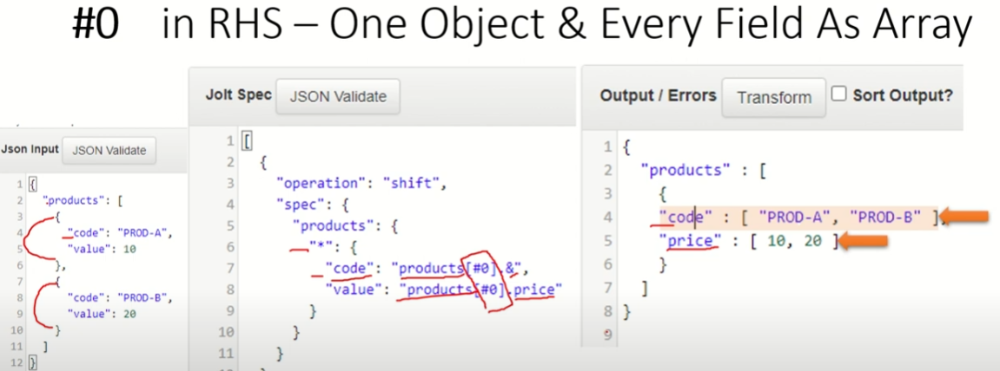 #0 in RHS – One Object & Every Field As Array
Json Input JSON Validate
1 {
2 "products": [
3 {
4 "code": "PROD-A",
5 "value": 10
6 },
7 {
8 "code": "PROD-B",
9 "value": 20
10 }
11 ]
12 }
Jolt Spec JSON Validate
1 [
2 {
3 "operation": "shift",
4 "spec": {
5 "products": {
6 "*": {
7 "code": "products[#0].&",
8 "value": "products[#0].price"
9 }
10 }
11 }
Output / Errors Transform Sort Output?
1 {
2 "products" : [
3 {
4 "code" : [ "PROD-A", "PROD-B" ],
5 "price" : [ 10, 20 ]
6 }
7 ]
8 }
9